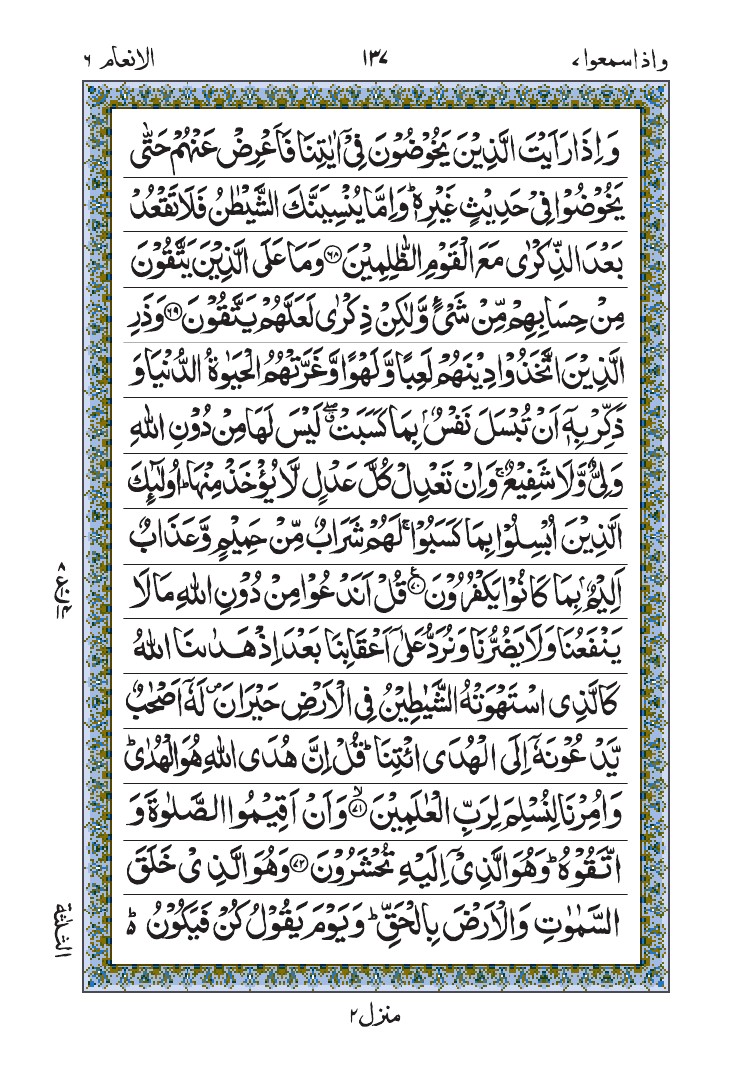 واذاسمعوا ٧ ١٣٧ الانعام ٦
وَاِذَا رَاَيْتَ الَّذِيْنَ يَخُوْضُوْنَ فِيْٓ اٰيٰتِنَا فَاَعْرِضْ عَنْهُمْ حَتّٰى
يَخُوْضُوْا فِيْ حَدِيْثٍ غَيْرِهٖ ؕ وَاِمَّا يُنْسِيَنَّكَ الشَّيْطٰنُ فَلَا تَقْعُدْ
بَعْدَ الذِّكْرٰى مَعَ الْقَوْمِ الظّٰلِمِيْنَ ﴿٦٨﴾ وَمَا عَلَى الَّذِيْنَ يَتَّقُوْنَ
مِنْ حِسَابِهِمْ مِّنْ شَيْءٍ وَّلٰكِنْ ذِكْرٰى لَعَلَّهُمْ يَتَّقُوْنَ ﴿٦٩﴾ وَذَرِ
الَّذِيْنَ اتَّخَذُوْا دِيْنَهُمْ لَعِبًا وَّلَهْوًا وَّغَرَّتْهُمُ الْحَيٰوةُ الدُّنْيَا وَ
ذَكِّرْ بِهٖٓ اَنْ تُبْسَلَ نَفْسٌۢ بِمَا كَسَبَتْ ۖۗ لَيْسَ لَهَا مِنْ دُوْنِ اللّٰهِ
وَلِيٌّ وَّلَا شَفِيْعٌ ۚ وَاِنْ تَعْدِلْ كُلَّ عَدْلٍ لَّا يُؤْخَذْ مِنْهَا ؕ اُولٰٓئِكَ
الَّذِيْنَ اُبْسِلُوْا بِمَا كَسَبُوْا ۚ لَهُمْ شَرَابٌ مِّنْ حَمِيْمٍ وَّعَذَابٌ
اَلِيْمٌۢ بِمَا كَانُوْا يَكْفُرُوْنَ ﴿٧٠﴾ قُلْ اَنَدْعُوْا مِنْ دُوْنِ اللّٰهِ مَا لَا
يَنْفَعُنَا وَلَا يَضُرُّنَا وَنُرَدُّ عَلٰٓى اَعْقَابِنَا بَعْدَ اِذْ هَدٰىنَا اللّٰهُ
كَالَّذِى اسْتَهْوَتْهُ الشَّيٰطِيْنُ فِى الْاَرْضِ حَيْرَانَ ۪ لَهٗٓ اَصْحٰبٌ
يَّدْعُوْنَهٗٓ اِلَى الْهُدَى ائْتِنَا ؕ قُلْ اِنَّ هُدَى اللّٰهِ هُوَ الْهُدٰى ؕ
وَاُمِرْنَا لِنُسْلِمَ لِرَبِّ الْعٰلَمِيْنَ ۙ﴿٧١﴾ وَاَنْ اَقِيْمُوا الصَّلٰوةَ وَ
اتَّقُوْهُ ؕ وَهُوَ الَّذِيْٓ اِلَيْهِ تُحْشَرُوْنَ ﴿٧٢﴾ وَهُوَ الَّذِيْ خَلَقَ
السَّمٰوٰتِ وَالْاَرْضَ بِالْحَقِّ ؕ وَيَوْمَ يَقُوْلُ كُنْ فَيَكُوْنُ ؕ
الثلثة
منزل ٢